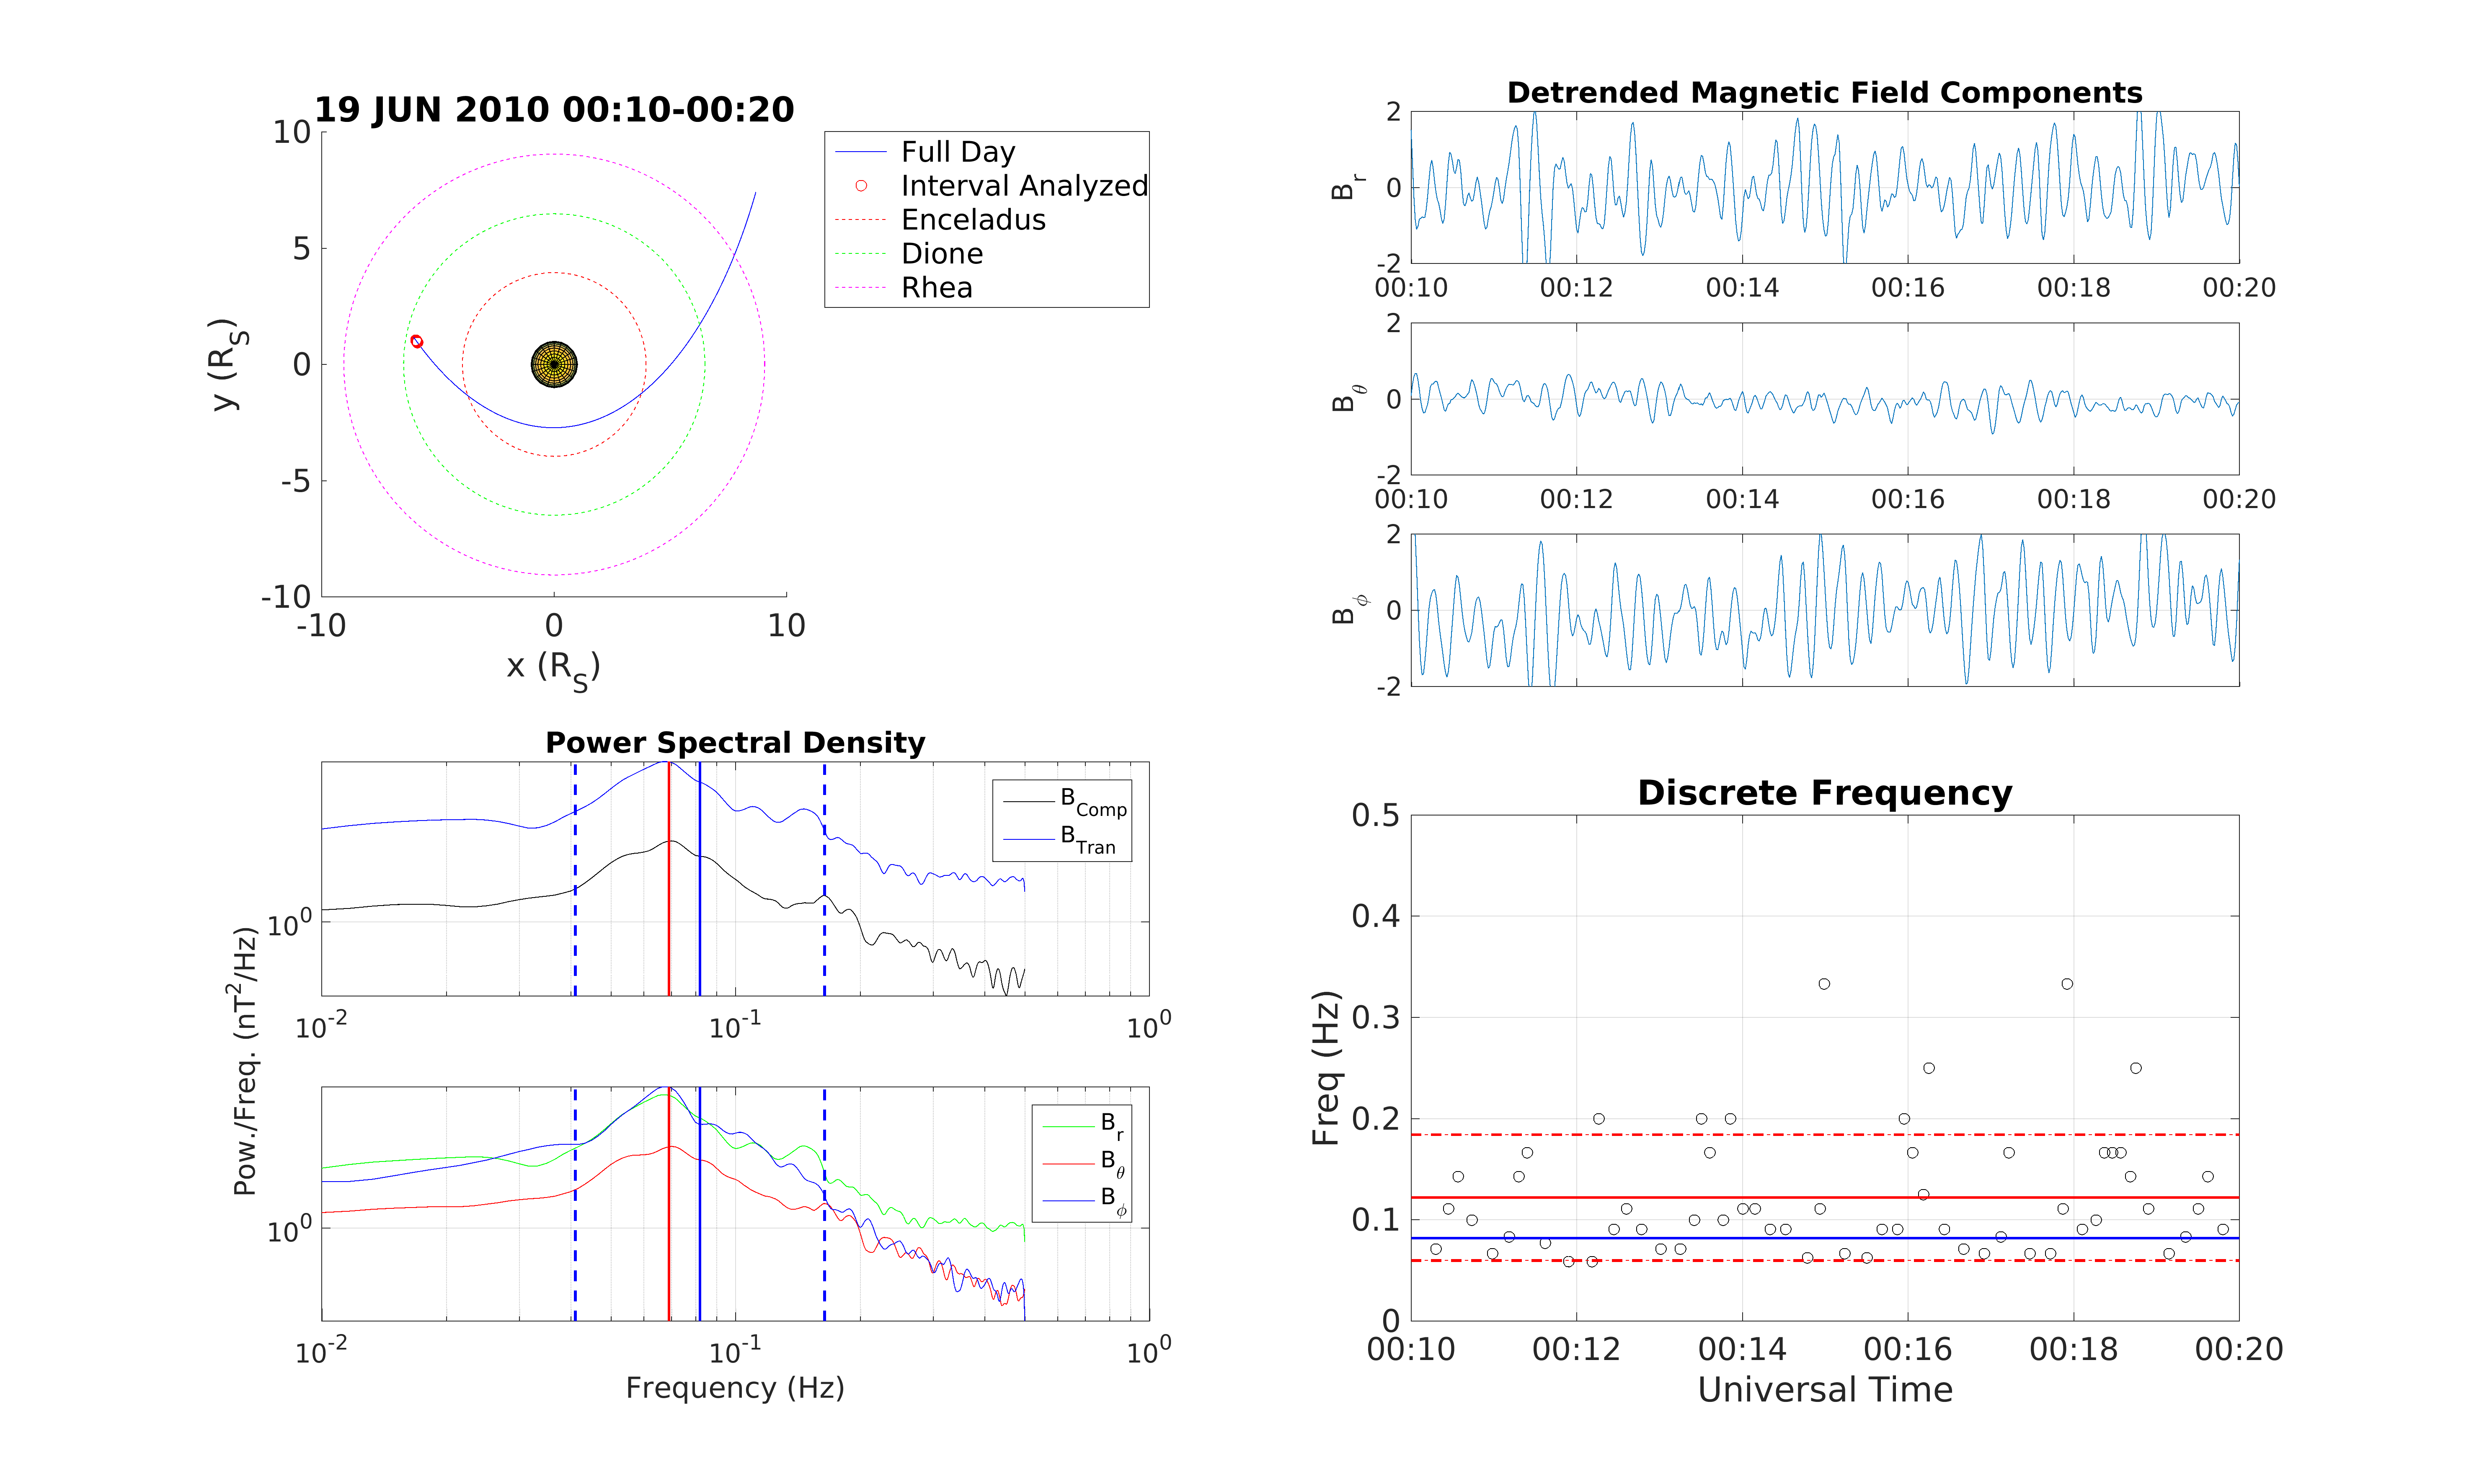 19 JUN 2010 00:10-00:20
10
5
0
-5
-10
y (R_S)
-10 0 10
x (R_S)
Full Day
Interval Analyzed
Enceladus
Dione
Rhea
Detrended Magnetic Field Components
2
0
-2
B_r
00:10 00:12 00:14 00:16 00:18 00:20
2
0
-2
B_θ
00:10 00:12 00:14 00:16 00:18 00:20
2
0
-2
B_ϕ
Power Spectral Density
B_Comp
B_Tran
10^0
10^-2 10^-1 10^0
Pow./Freq. (nT^2/Hz)
B_r
B_θ
B_ϕ
10^0
10^-2 10^-1 10^0
Frequency (Hz)
Discrete Frequency
0.5
0.4
0.3
0.2
0.1
0
Freq (Hz)
00:10 00:12 00:14 00:16 00:18 00:20
Universal Time